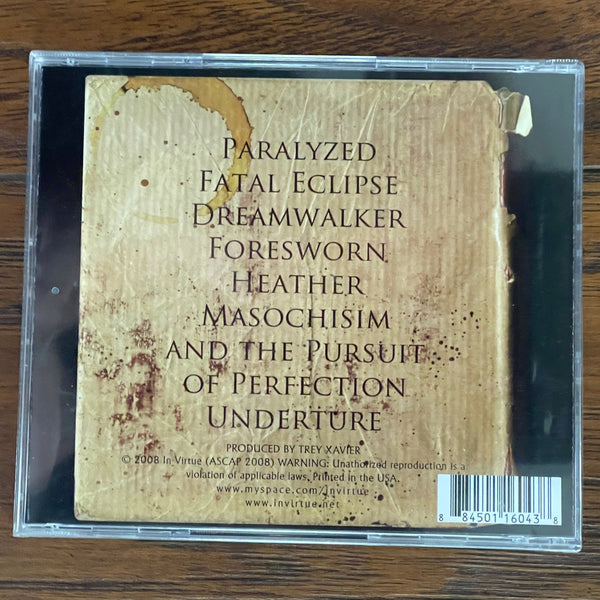 Paralyzed
Fatal Eclipse
Dreamwalker
Foresworn
Heather
Masochisim
and the Pursuit
of Perfection
Underture
PRODUCED BY TREY XAVIER
© 2008 In Virtue (ASCAP 2008) WARNING: Unathorized reproduction is a
violation of applicable laws. Printed in the USA.
www.myspace.com/invirtue
www.invirtue.net
8 84501 16043 8